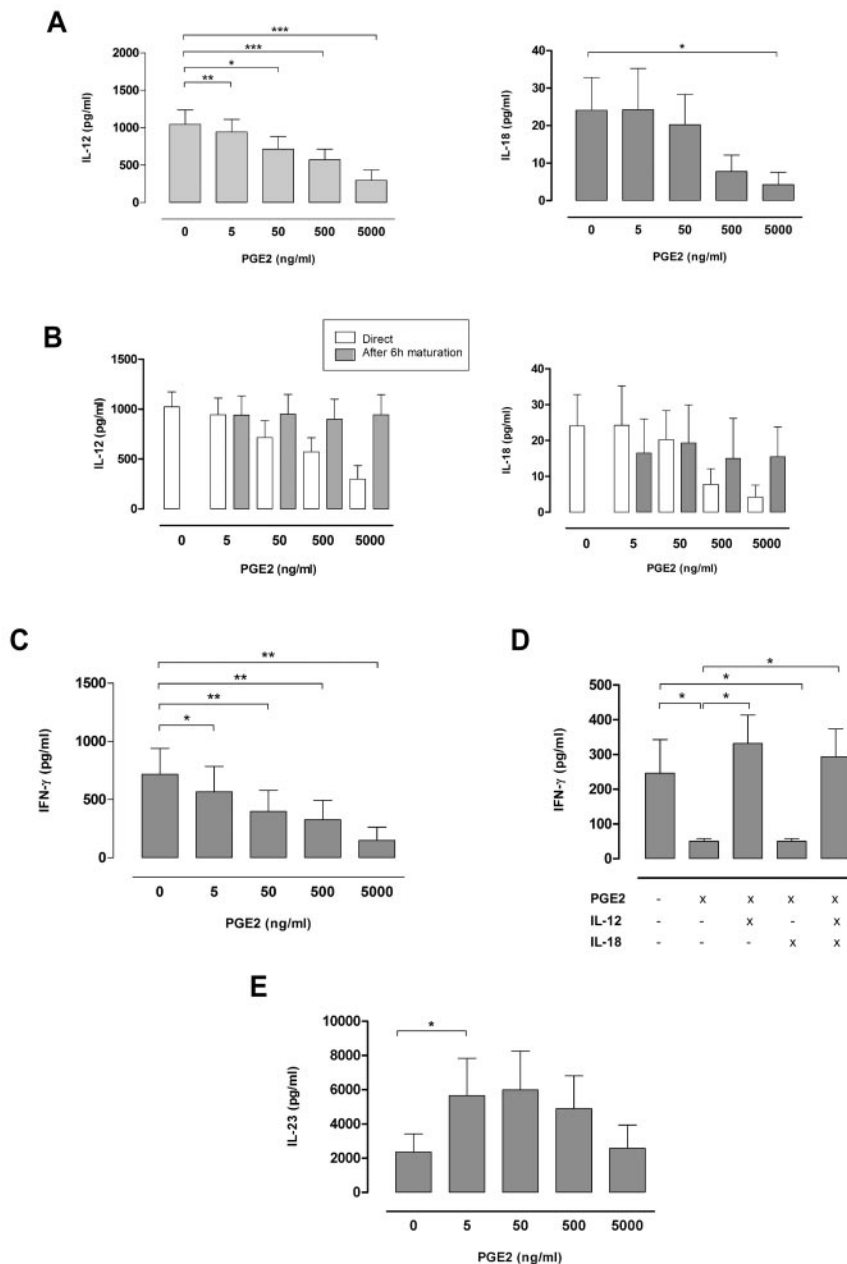 A
***
***
*
**
2000
1500
1000
500
0
IL-12 (pg/ml)
0 5 50 500 5000
PGE2 (ng/ml)
*
40
30
20
10
0
IL-18 (pg/ml)
0 5 50 500 5000
PGE2 (ng/ml)
B
Direct
After 6h maturation
1500
1000
500
0
IL-12 (pg/ml)
0 5 50 500 5000
PGE2 (ng/ml)
40
30
20
10
0
IL-18 (pg/ml)
0 5 50 500 5000
PGE2 (ng/ml)
C
**
**
**
*
1500
1000
500
0
IFN-γ (pg/ml)
0 5 50 500 5000
PGE2 (ng/ml)
D
*
*
* *
500
400
300
200
100
0
IFN-γ (pg/ml)
PGE2 - x x x x
IL-12 - - x - x
IL-18 - - - x x
E
*
10000
8000
6000
4000
2000
0
IL-23 (pg/ml)
0 5 50 500 5000
PGE2 (ng/ml)